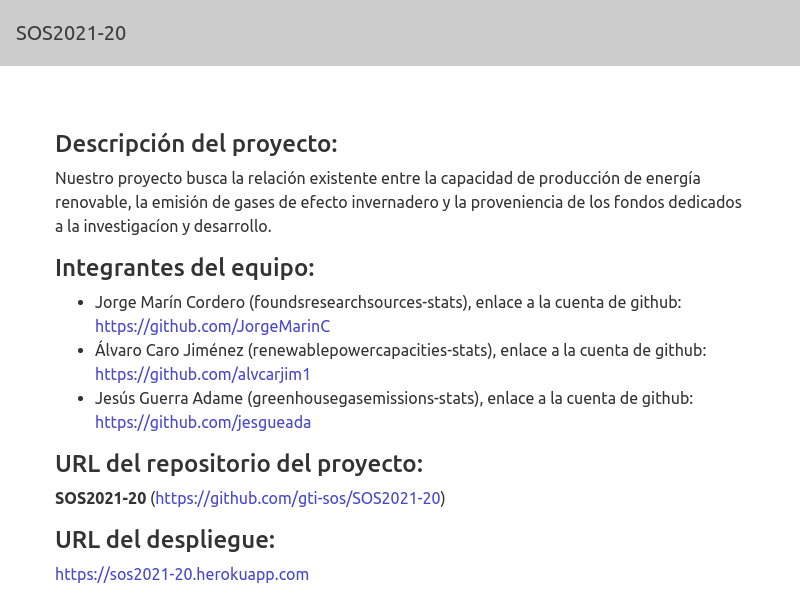 SOS2021-20
Descripción del proyecto:
Nuestro proyecto busca la relación existente entre la capacidad de producción de energía
renovable, la emisión de gases de efecto invernadero y la proveniencia de los fondos dedicados
a la investigacíon y desarrollo.
Integrantes del equipo:
• Jorge Marín Cordero (foundsresearchsources-stats), enlace a la cuenta de github:
https://github.com/JorgeMarinC
• Álvaro Caro Jiménez (renewablepowercapacities-stats), enlace a la cuenta de github:
https://github.com/alvcarjim1
• Jesús Guerra Adame (greenhousegasemissions-stats), enlace a la cuenta de github:
https://github.com/jesgueada
URL del repositorio del proyecto:
SOS2021-20 (https://github.com/gti-sos/SOS2021-20)
URL del despliegue:
https://sos2021-20.herokuapp.com